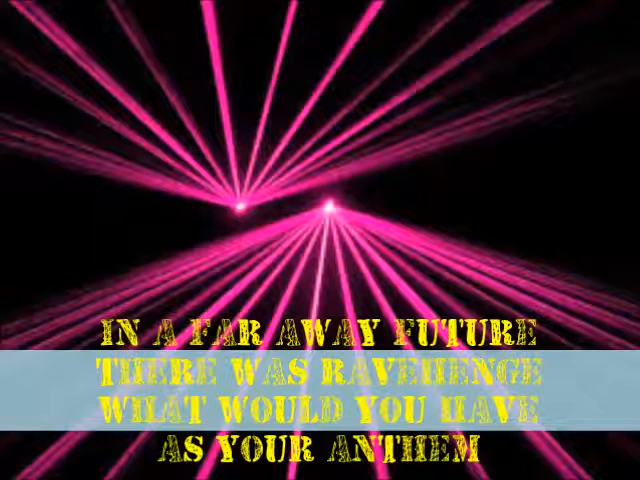 IN A FAR AWAY FUTURE
THERE WAS RAVEHENGE
WHAT WOULD YOU HAVE
AS YOUR ANTHEM